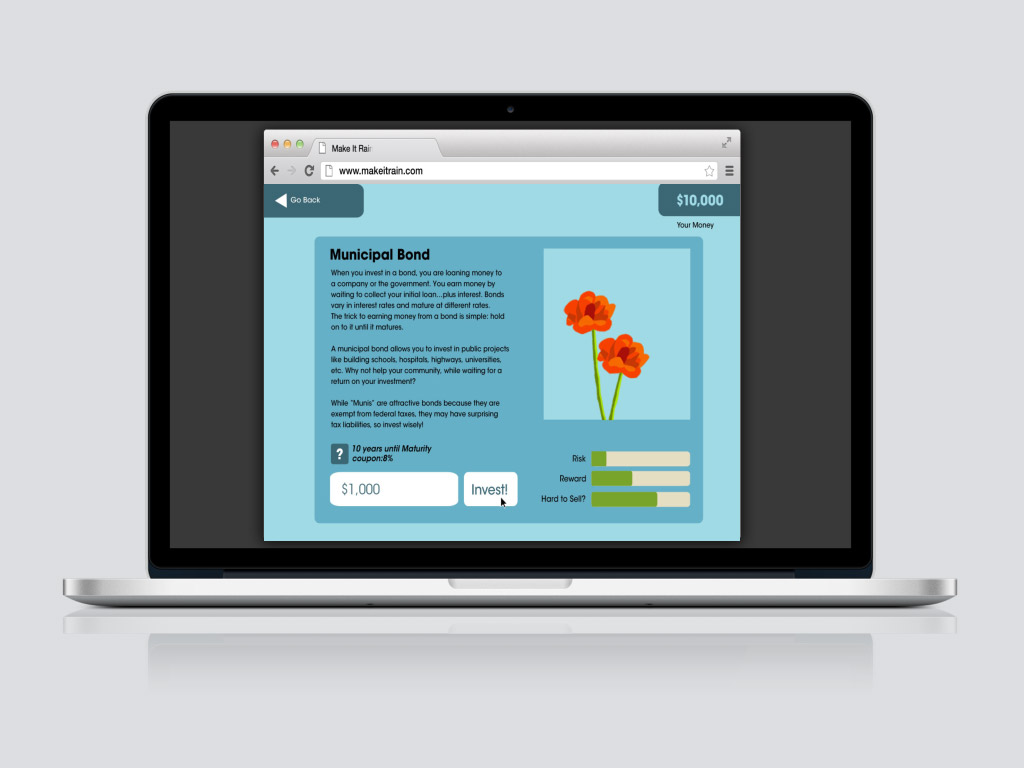 Make It Rai
www.makeitrain.com
Go Back
$10,000
Your Money
Municipal Bond
When you invest in a bond, you are loaning money to
a company or the government. You earn money by
waiting to collect your initial loan...plus interest. Bonds
vary in interest rates and mature at different rates.
The trick to earning money from a bond is simple: hold
on to it until it matures.
A municipal bond allows you to invest in public projects
like building schools, hospitals, highways, universities,
etc. Why not help your community, while waiting for a
return on your investment?
While "Munis" are attractive bonds because they are
exempt from federal taxes, they may have surprising
tax liabilities, so invest wisely!
?
10 years until Maturity
coupon:8%
$1,000
Invest!
Risk
Reward
Hard to Sell?